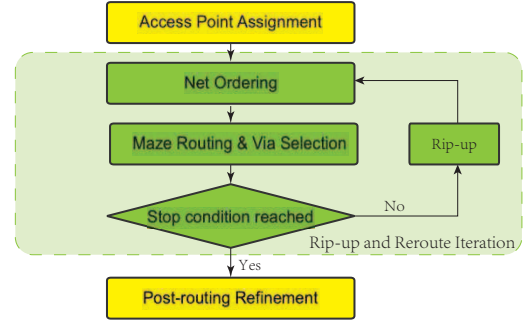 Access Point Assignment
Net Ordering
Maze Routing & Via Selection
Rip-up
Stop condition reached
No
Rip-up and Reroute Iteration
Yes
Post-routing Refinement